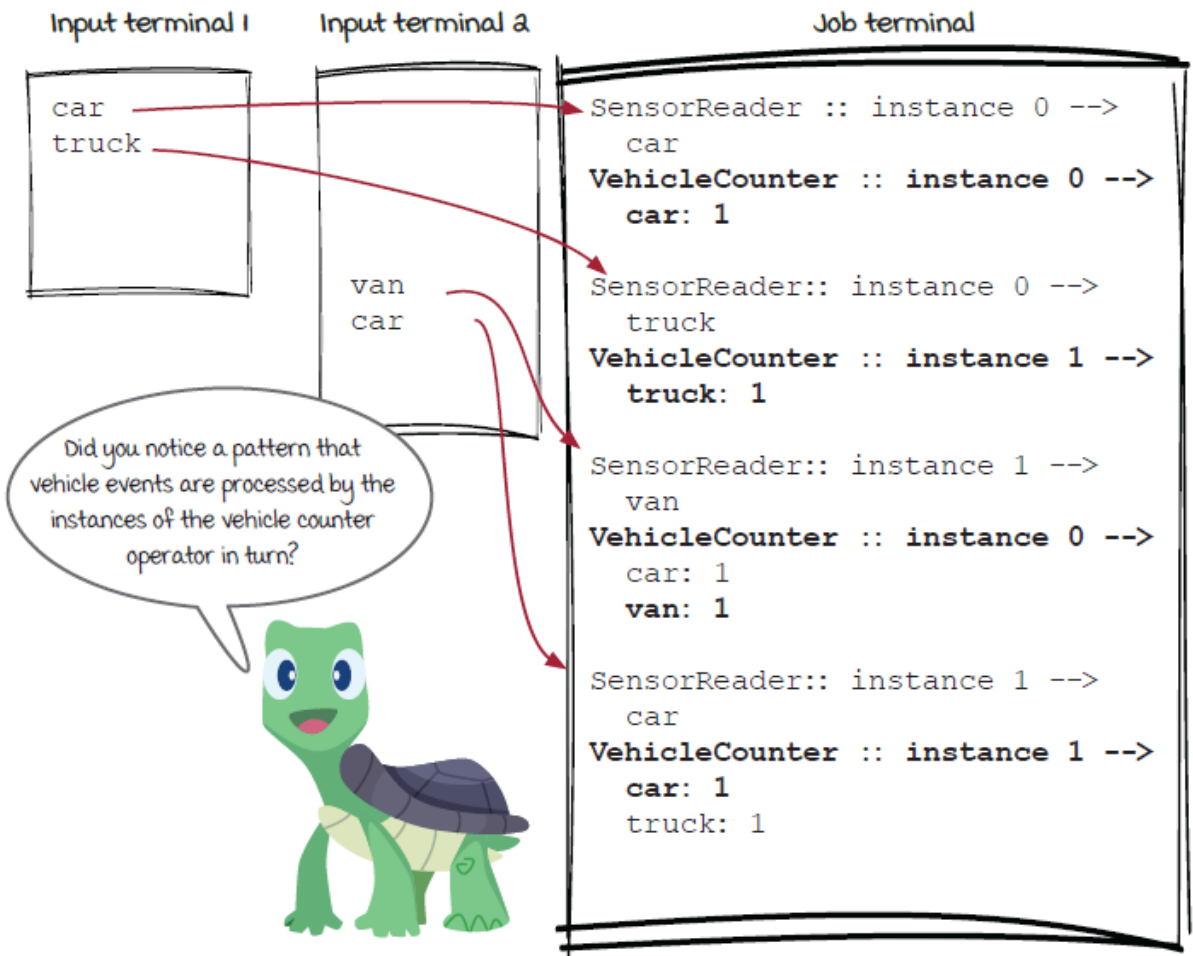 Input terminal 1
Input terminal 2
Job terminal
car
truck
van
car
SensorReader :: instance 0 -->
car
VehicleCounter :: instance 0 -->
car: 1
SensorReader:: instance 0 -->
truck
VehicleCounter :: instance 1 -->
truck: 1
SensorReader:: instance 1 -->
van
VehicleCounter :: instance 0 -->
car: 1
van: 1
SensorReader:: instance 1 -->
car
VehicleCounter :: instance 1 -->
car: 1
truck: 1
Did you notice a pattern that
vehicle events are processed by the
instances of the vehicle counter
operator in turn?